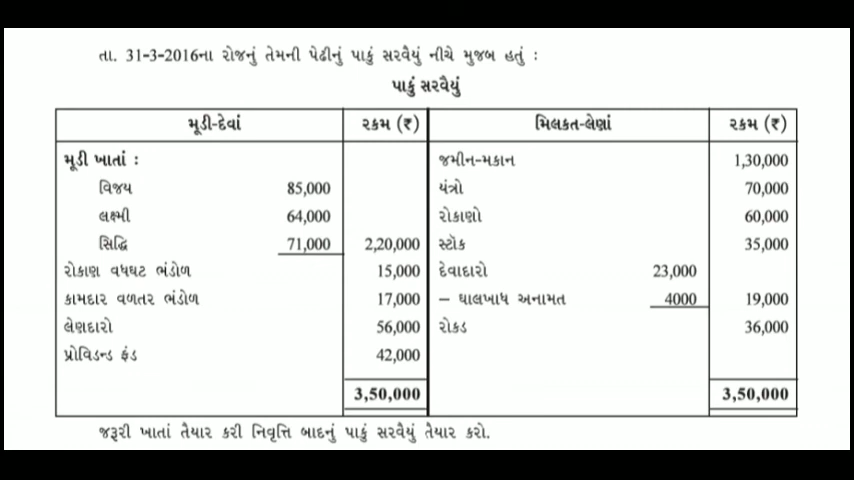 તા. 31-3-2016ના રોજનું તેમની પેઢીનું પાકું સરવૈયું નીચે મુજબ હતું :
પાકું સરવૈયું
મૂડી-દેવાં રકમ (₹) મિલકત-લેણાં રકમ (₹)
મૂડી ખાતાં : જમીન-મકાન 1,30,000
વિજય 85,000 યંત્રો 70,000
લક્ષ્મી 64,000 રોકાણો 60,000
સિદ્ધિ 71,000 2,20,000 સ્ટૉક 35,000
રોકાણ વધઘટ ભંડોળ 15,000 દેવાદારો 23,000
કામદાર વળતર ભંડોળ 17,000 – ઘાલખાધ અનામત 4000 19,000
લેણદારો 56,000 રોકડ 36,000
પ્રોવિડન્ડ ફંડ 42,000
3,50,000 3,50,000
જરૂરી ખાતાં તૈયાર કરી નિવૃત્તિ બાદનું પાકું સરવૈયું તૈયાર કરો.